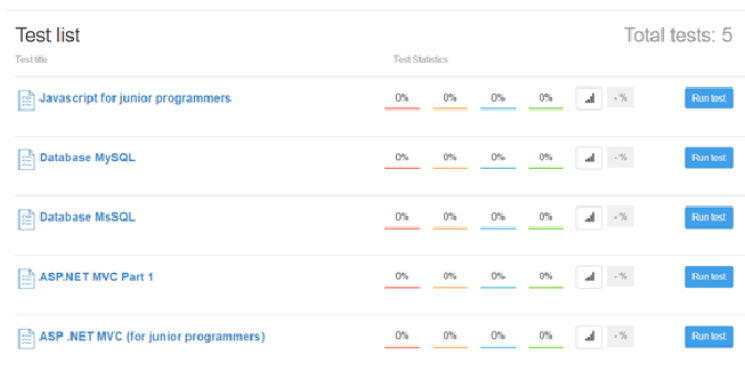 Test list Total tests: 5
Test title Test Statistics
Javascript for junior programmers 0% 0% 0% 0% - % Run test
Database MySQL 0% 0% 0% 0% - % Run test
Database MsSQL 0% 0% 0% 0% - % Run test
ASP.NET MVC Part 1 0% 0% 0% 0% - % Run test
ASP .NET MVC (for junior programmers) 0% 0% 0% 0% - % Run test